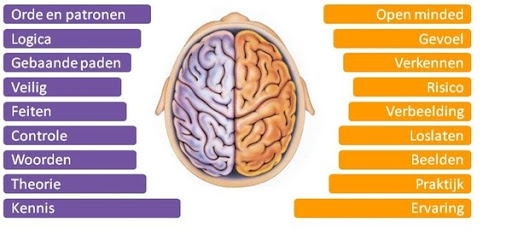 Orde en patronen
Logica
Gebaande paden
Veilig
Feiten
Controle
Woorden
Theorie
Kennis
Open minded
Gevoel
Verkennen
Risico
Verbeelding
Loslaten
Beelden
Praktijk
Ervaring